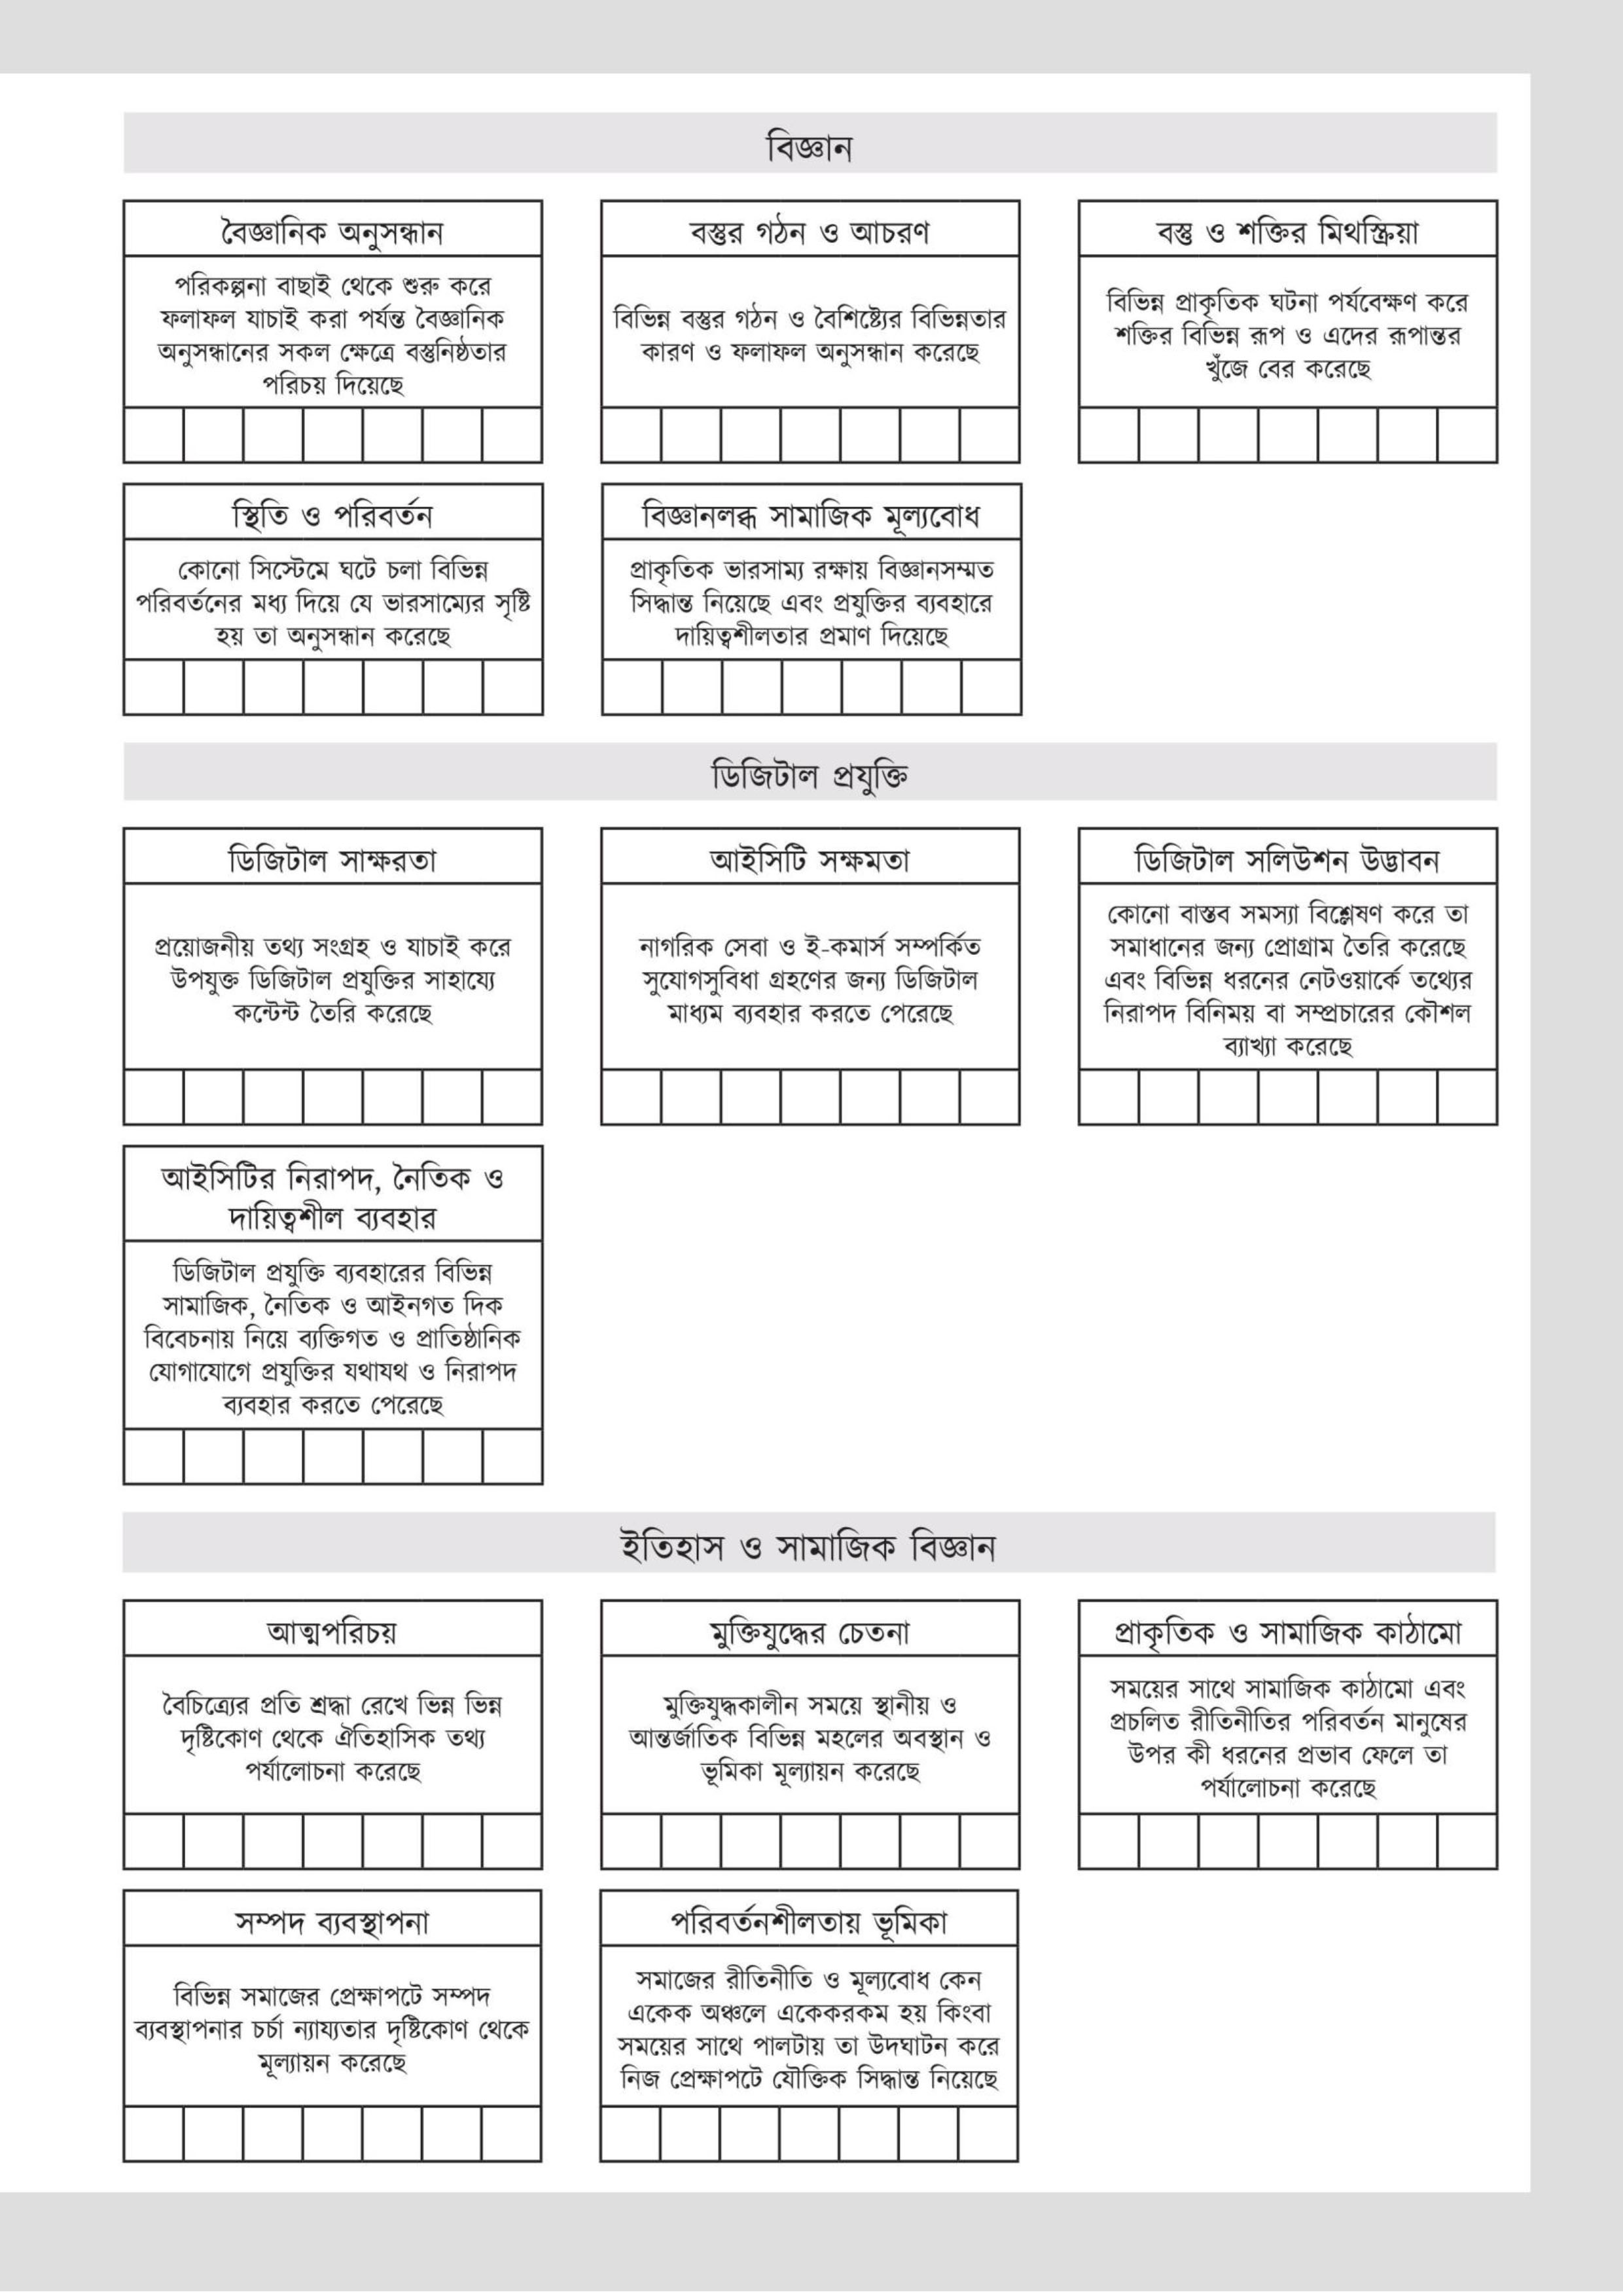 বিজ্ঞান
বৈজ্ঞানিক অনুসন্ধান
পরিকল্পনা বাছাই থেকে শুরু করে
ফলাফল যাচাই করা পর্যন্ত বৈজ্ঞানিক
অনুসন্ধানের সকল ক্ষেত্রে বস্তুনিষ্ঠতার
পরিচয় দিয়েছে
বস্তুর গঠন ও আচরণ
বিভিন্ন বস্তুর গঠন ও বৈশিষ্ট্যের বিভিন্নতার
কারণ ও ফলাফল অনুসন্ধান করেছে
বস্তু ও শক্তির মিথস্ক্রিয়া
বিভিন্ন প্রাকৃতিক ঘটনা পর্যবেক্ষণ করে
শক্তির বিভিন্ন রূপ ও এদের রূপান্তর
খুঁজে বের করেছে
স্থিতি ও পরিবর্তন
কোনো সিস্টেমে ঘটে চলা বিভিন্ন
পরিবর্তনের মধ্য দিয়ে যে ভারসাম্যের সৃষ্টি
হয় তা অনুসন্ধান করেছে
বিজ্ঞানলব্ধ সামাজিক মূল্যবোধ
প্রাকৃতিক ভারসাম্য রক্ষায় বিজ্ঞানসম্মত
সিদ্ধান্ত নিয়েছে এবং প্রযুক্তির ব্যবহারে
দায়িত্বশীলতার প্রমাণ দিয়েছে
ডিজিটাল প্রযুক্তি
ডিজিটাল সাক্ষরতা
প্রয়োজনীয় তথ্য সংগ্রহ ও যাচাই করে
উপযুক্ত ডিজিটাল প্রযুক্তির সাহায্যে
কন্টেন্ট তৈরি করেছে
আইসিটি সক্ষমতা
নাগরিক সেবা ও ই-কমার্স সম্পর্কিত
সুযোগসুবিধা গ্রহণের জন্য ডিজিটাল
মাধ্যম ব্যবহার করতে পেরেছে
ডিজিটাল সলিউশন উদ্ভাবন
কোনো বাস্তব সমস্যা বিশ্লেষণ করে তা
সমাধানের জন্য প্রোগ্রাম তৈরি করেছে
এবং বিভিন্ন ধরনের নেটওয়ার্কে তথ্যের
নিরাপদ বিনিময় বা সম্প্রচারের কৌশল
ব্যাখ্যা করেছে
আইসিটির নিরাপদ, নৈতিক ও
দায়িত্বশীল ব্যবহার
ডিজিটাল প্রযুক্তি ব্যবহারের বিভিন্ন
সামাজিক, নৈতিক ও আইনগত দিক
বিবেচনায় নিয়ে ব্যক্তিগত ও প্রাতিষ্ঠানিক
যোগাযোগে প্রযুক্তির যথাযথ ও নিরাপদ
ব্যবহার করতে পেরেছে
ইতিহাস ও সামাজিক বিজ্ঞান
আত্মপরিচয়
বৈচিত্র্যের প্রতি শ্রদ্ধা রেখে ভিন্ন ভিন্ন
দৃষ্টিকোণ থেকে ঐতিহাসিক তথ্য
পর্যালোচনা করেছে
মুক্তিযুদ্ধের চেতনা
মুক্তিযুদ্ধকালীন সময়ে স্থানীয় ও
আন্তর্জাতিক বিভিন্ন মহলের অবস্থান ও
ভূমিকা মূল্যায়ন করেছে
প্রাকৃতিক ও সামাজিক কাঠামো
সময়ের সাথে সামাজিক কাঠামো এবং
প্রচলিত রীতিনীতির পরিবর্তন মানুষের
উপর কী ধরনের প্রভাব ফেলে তা
পর্যালোচনা করেছে
সম্পদ ব্যবস্থাপনা
বিভিন্ন সমাজের প্রেক্ষাপটে সম্পদ
ব্যবস্থাপনার চর্চা ন্যায্যতার দৃষ্টিকোণ থেকে
মূল্যায়ন করেছে
পরিবর্তনশীলতায় ভূমিকা
সমাজের রীতিনীতি ও মূল্যবোধ কেন
একেক অঞ্চলে একেকরকম হয় কিংবা
সময়ের সাথে পালটায় তা উদঘাটন করে
নিজ প্রেক্ষাপটে যৌক্তিক সিদ্ধান্ত নিয়েছে